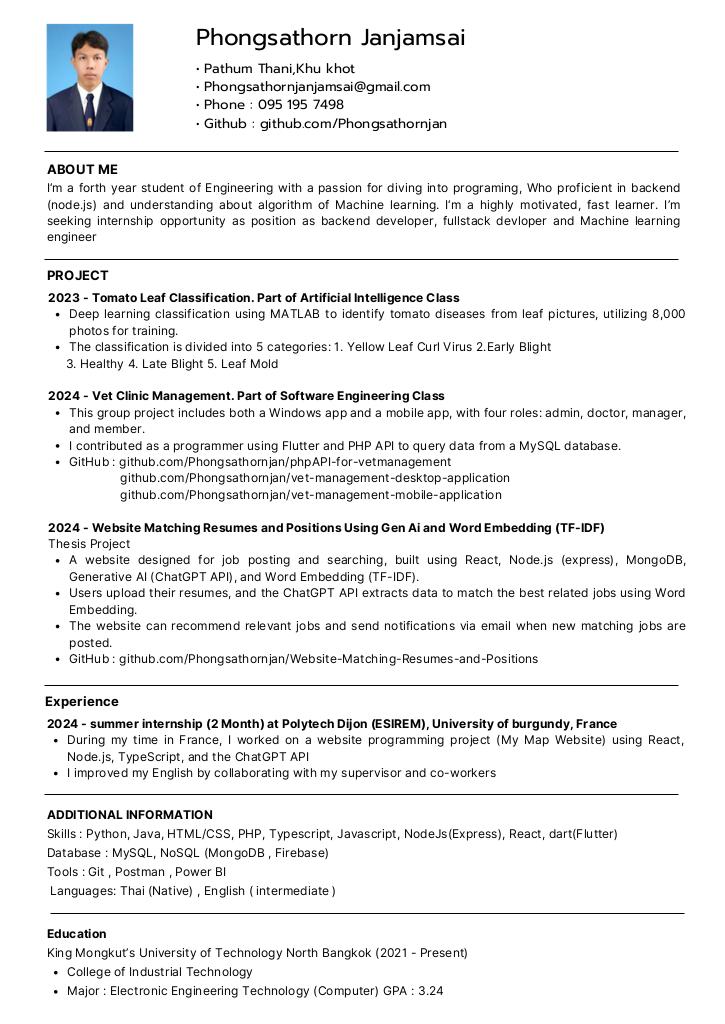 Phongsathorn Janjamsai
• Pathum Thani,Khu khot
• Phongsathornjanjamsai@gmail.com
• Phone : 095 195 7498
• Github : github.com/Phongsathornjan
ABOUT ME
I'm a forth year student of Engineering with a passion for diving into programing, Who proficient in backend
(node.js) and understanding about algorithm of Machine learning. I'm a highly motivated, fast learner. I'm
seeking internship opportunity as position as backend developer, fullstack devloper and Machine learning
engineer
PROJECT
2023 - Tomato Leaf Classification. Part of Artificial Intelligence Class
• Deep learning classification using MATLAB to identify tomato diseases from leaf pictures, utilizing 8,000
photos for training.
• The classification is divided into 5 categories: 1. Yellow Leaf Curl Virus 2.Early Blight
3. Healthy 4. Late Blight 5. Leaf Mold
2024 - Vet Clinic Management. Part of Software Engineering Class
• This group project includes both a Windows app and a mobile app, with four roles: admin, doctor, manager,
and member.
• I contributed as a programmer using Flutter and PHP API to query data from a MySQL database.
• GitHub : github.com/Phongsathornjan/phpAPI-for-vetmanagement
github.com/Phongsathornjan/vet-management-desktop-application
github.com/Phongsathornjan/vet-management-mobile-application
2024 - Website Matching Resumes and Positions Using Gen Ai and Word Embedding (TF-IDF)
Thesis Project
• A website designed for job posting and searching, built using React, Node.js (express), MongoDB,
Generative AI (ChatGPT API), and Word Embedding (TF-IDF).
• Users upload their resumes, and the ChatGPT API extracts data to match the best related jobs using Word
Embedding.
• The website can recommend relevant jobs and send notifications via email when new matching jobs are
posted.
• GitHub : github.com/Phongsathornjan/Website-Matching-Resumes-and-Positions
Experience
2024 - summer internship (2 Month) at Polytech Dijon (ESIREM), University of burgundy, France
• During my time in France, I worked on a website programming project (My Map Website) using React,
Node.js, TypeScript, and the ChatGPT API
• I improved my English by collaborating with my supervisor and co-workers
ADDITIONAL INFORMATION
Skills : Python, Java, HTML/CSS, PHP, Typescript, Javascript, NodeJs(Express), React, dart(Flutter)
Database : MySQL, NoSQL (MongoDB , Firebase)
Tools : Git , Postman , Power BI
Languages: Thai (Native) , English ( intermediate )
Education
King Mongkut's University of Technology North Bangkok (2021 - Present)
• College of Industrial Technology
• Major : Electronic Engineering Technology (Computer) GPA : 3.24